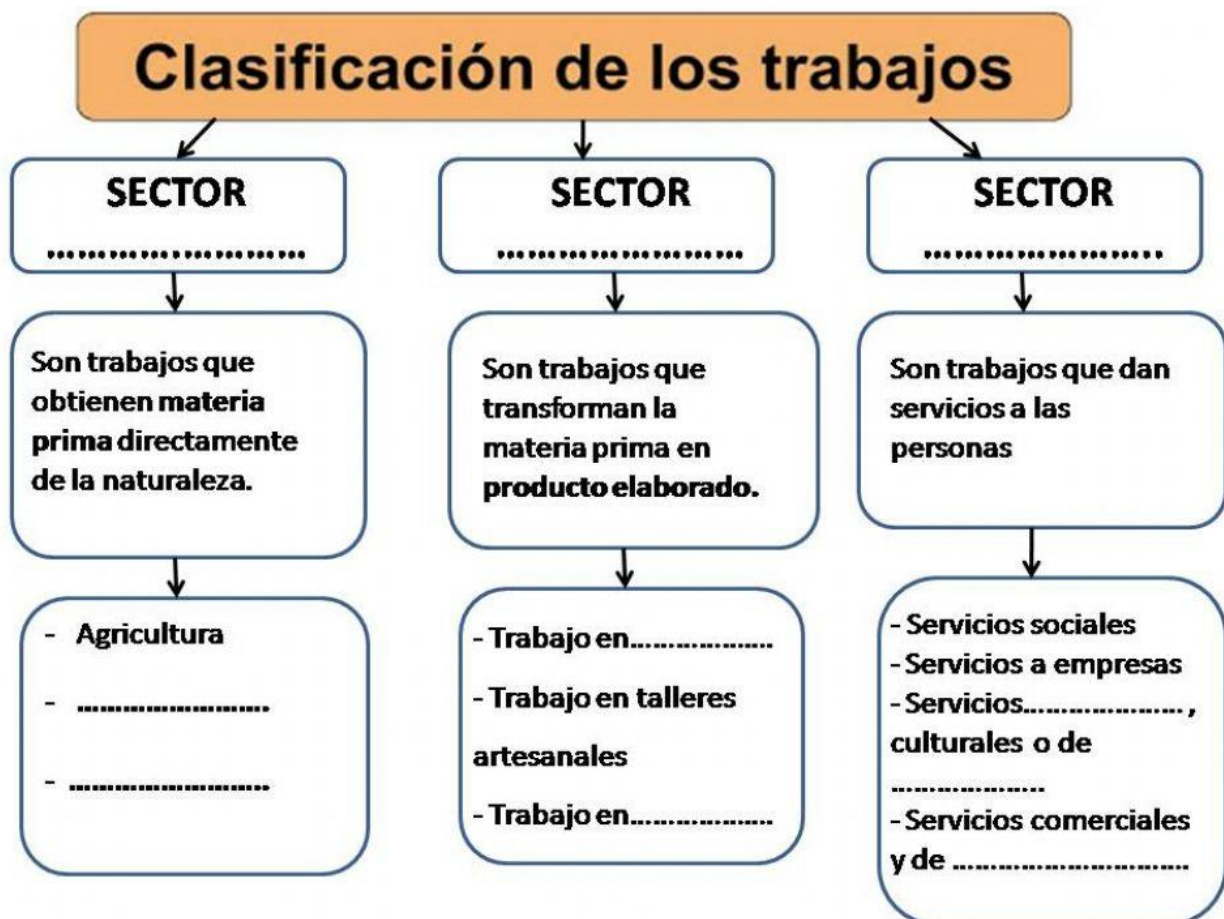 Clasificación de los trabajos
SECTOR
........................
Son trabajos que
obtienen materia
prima directamente
de la naturaleza.
- Agricultura
- ..........................
- ..........................
SECTOR
........................
Son trabajos que
transforman la
materia prima en
producto elaborado.
- Trabajo en...................
- Trabajo en talleres
artesanales
- Trabajo en...................
SECTOR
........................
Son trabajos que dan
servicios a las
personas
- Servicios sociales
- Servicios a empresas
- Servicios..................... ,
culturales o de
....................
- Servicios comerciales
y de ...............................